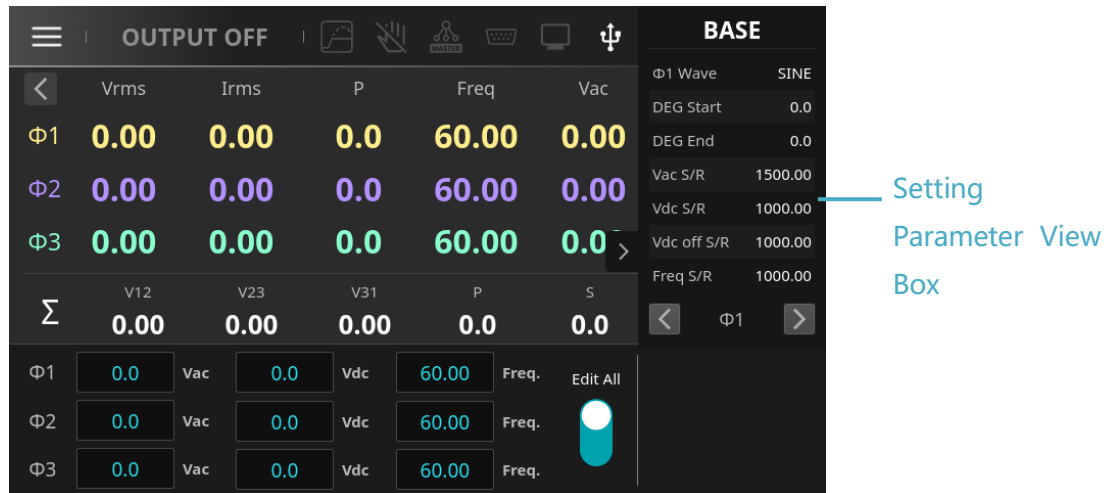 OUTPUT OFF
MASTER
BASE
Vrms Irms P Freq Vac
Φ1 0.00 0.00 0.0 60.00 0.00
Φ2 0.00 0.00 0.0 60.00 0.00
Φ3 0.00 0.00 0.0 60.00
V12 V23 V31 P S
Σ 0.00 0.00 0.00 0.0 0.0
Φ1 0.0 Vac 0.0 Vdc 60.00 Freq.
Φ2 0.0 Vac 0.0 Vdc 60.00 Freq.
Φ3 0.0 Vac 0.0 Vdc 60.00 Freq.
Edit All
Φ1 Wave SINE
DEG Start 0.0
DEG End 0.0
Vac S/R 1500.00
Vdc S/R 1000.00
Vdc off S/R 1000.00
Freq S/R 1000.00
Φ1
Setting
Parameter View
Box